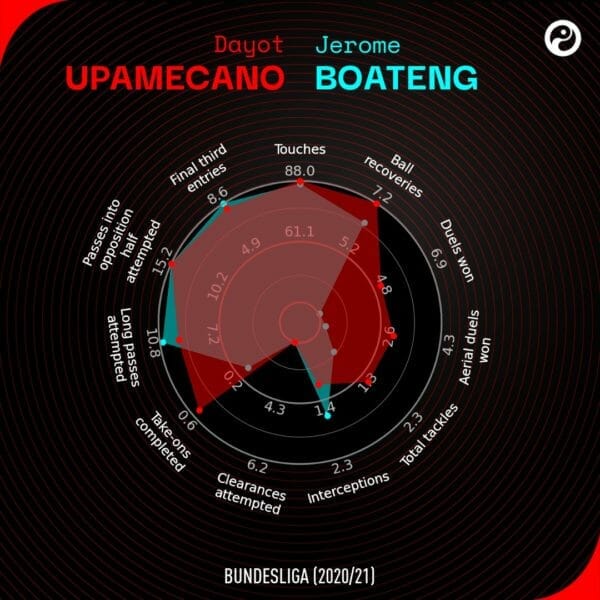 Dayot Jerome
UPAMECANO BOATENG
Touches
88.0
61.1
Ball
recoveries
7.2
5.2
Duels won
6.9
4.8
Aerial duels
won
4.3
2.6
Total tackles
2.3
1.3
Interceptions
2.3
1.4
Clearances
attempted
6.2
4.3
Take-ons
completed
0.6
0.2
Long passes
attempted
10.8
7.2
Passes into
opposition
half
attempted
15.2
10.2
Final third
entries
8.6
4.9
BUNDESLIGA (2020/21)